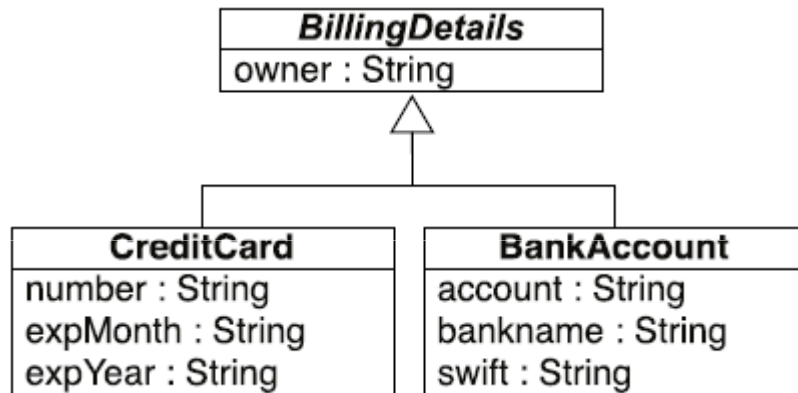 BillingDetails
owner : String
CreditCard
number : String
expMonth : String
expYear : String
BankAccount
account : String
bankname : String
swift : String